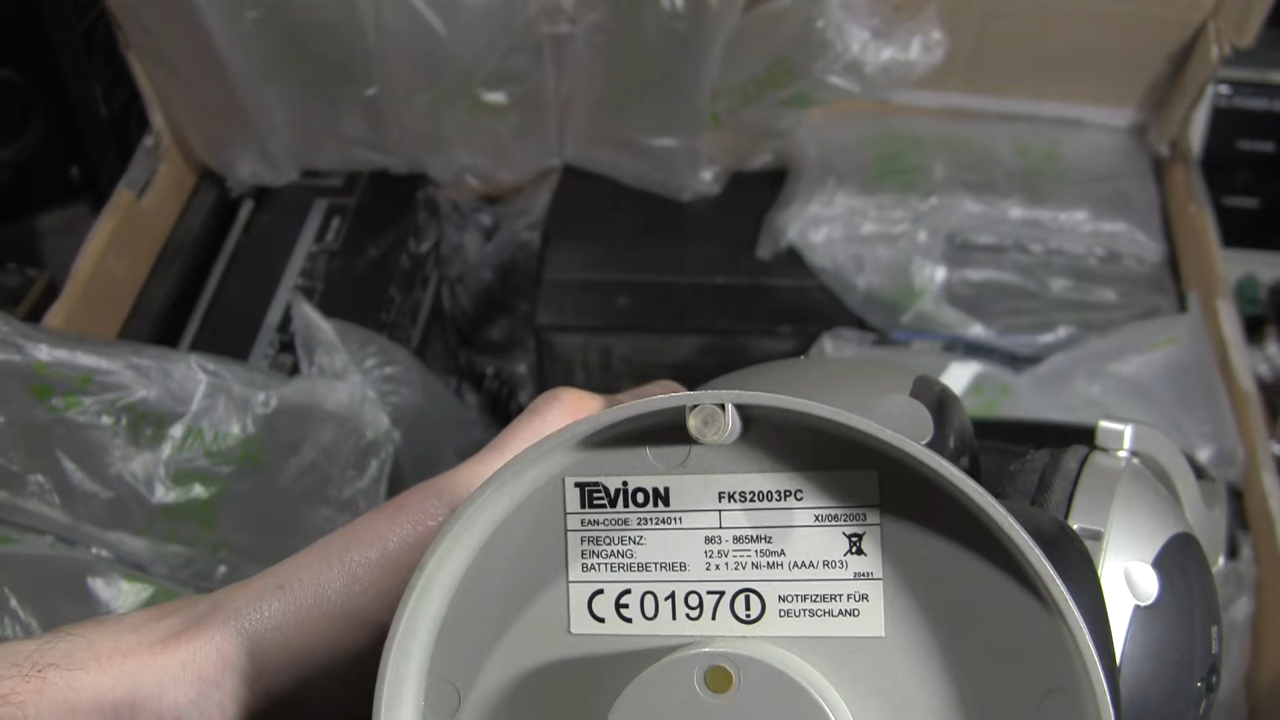 TEVION FKS2003PC
EAN-CODE: 23124011 XI/06/2003
FREQUENZ: 863 - 865MHz
EINGANG: 12.5V 150mA
BATTERIEBETRIEB: 2 x 1.2V Ni-MH (AAA/ R03)
20431
CE0197 NOTIFIZIERT FÜR
DEUTSCHLAND